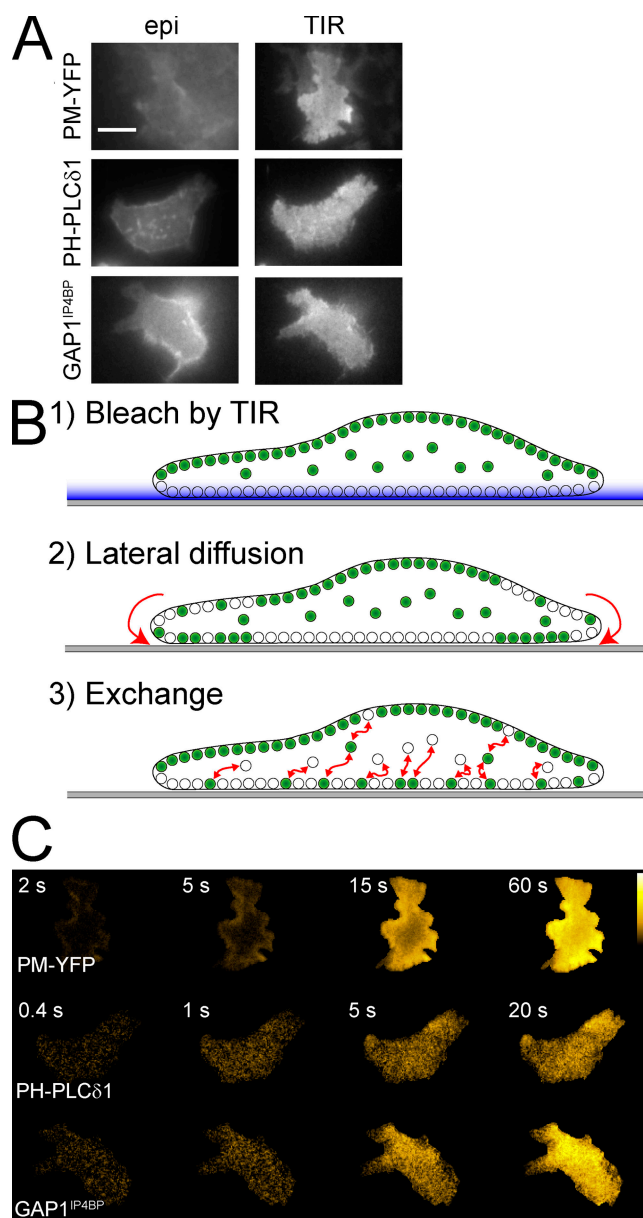 A
epi TIR
PM-YFP
PH-PLCδ1
GAP1IP4BP
B
1) Bleach by TIR
2) Lateral diffusion
3) Exchange
C
2 s 5 s 15 s 60 s
PM-YFP
0.4 s 1 s 5 s 20 s
PH-PLCδ1
GAP1IP4BP